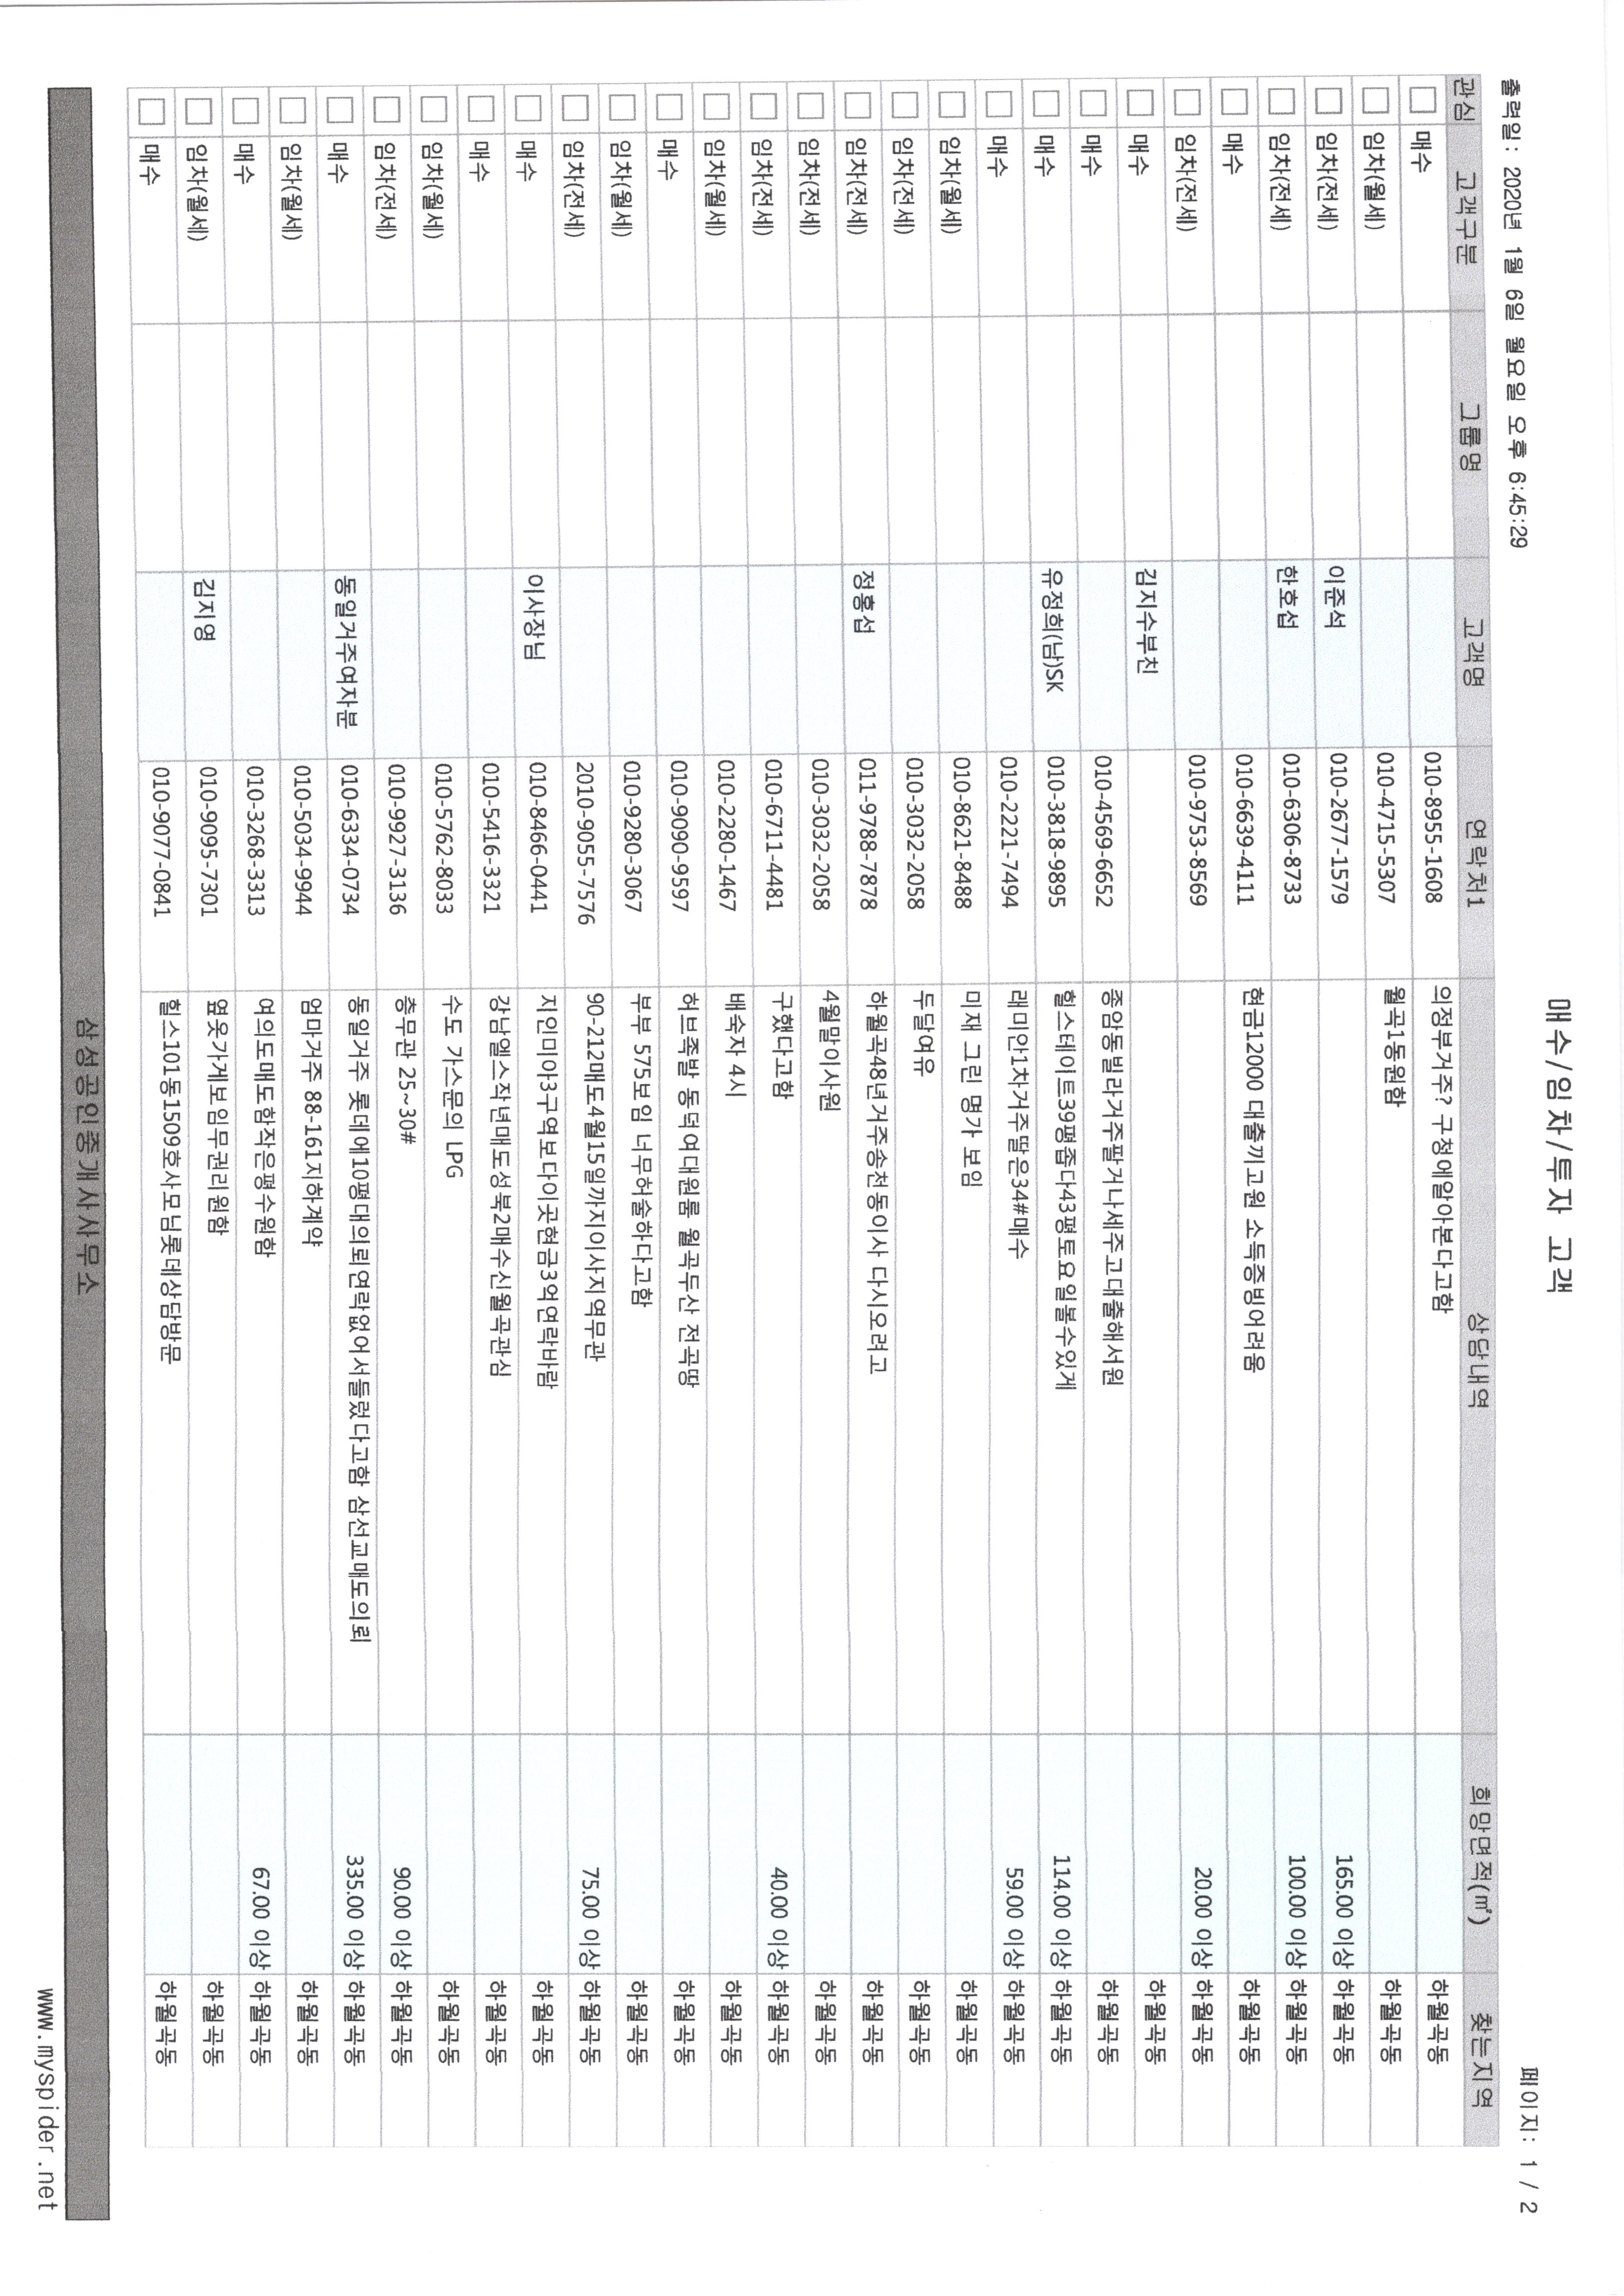 매수/임차/투자 고객
출력일: 2020년 1월 6일 월요일 오후 6:45:29
페이지: 1 / 2
관심 고객구분 그룹명 고객명 연락처1 상담내역 희망면적(㎡) 찾는지역
매수 010-8955-1608 의정부거주? 구청에알아본다고함 하월곡동
임차(월세) 010-4715-5307 월곡1동원함 하월곡동
임차(전세) 이준석 010-2677-1579 165.00 이상 하월곡동
임차(전세) 한호섭 010-6306-8733 100.00 이상 하월곡동
매수 010-6639-4111 현금12000 대출끼고원 소득증빙어려움 하월곡동
임차(전세) 010-9753-8569 20.00 이상 하월곡동
매수 김지수부친 하월곡동
매수 010-4569-6652 종암동빌라거주팔거나세주고대출해서원 하월곡동
매수 유정희(남)SK 010-3818-9895 힐스테이트39평좁다43평토요일볼수있게 114.00 이상 하월곡동
매수 010-2221-7494 래미안1차거주딸은34#매수 59.00 이상 하월곡동
임차(월세) 010-8621-8488 미재 그린 명가 보임 하월곡동
임차(전세) 010-3032-2058 두달여유 하월곡동
임차(전세) 정홍섭 011-9788-7878 하월곡48년거주송천동이사 다시오려고 하월곡동
임차(전세) 010-3032-2058 4월말이사원 하월곡동
임차(전세) 010-6711-4481 구했다고함 40.00 이상 하월곡동
임차(월세) 010-2280-1467 배숙자 4시 하월곡동
매수 010-9090-9597 허브족발 동덕여대원룸 월곡두산 전곡땅 하월곡동
임차(월세) 010-9280-3067 부부 575보임 너무허술하다고함 하월곡동
임차(전세) 2010-9055-7576 90-212매도4월15일까지이사지역무관 75.00 이상 하월곡동
매수 이사장님 010-8466-0441 지인미아3구역보다이곳현금3억연락바람 하월곡동
매수 010-5416-3321 강남엘스작년매도성북2매수신월곡관심 하월곡동
임차(월세) 010-5762-8033 수도 가스문의 LPG 하월곡동
임차(전세) 010-9927-3136 층무관 25~30# 90.00 이상 하월곡동
매수 동일거주여자분 010-6334-0734 동일거주 롯데에10평대의뢰연락없어서들렀다고함 삼선교매도의뢰 335.00 이상 하월곡동
임차(월세) 010-5034-9944 엄마거주 88-161지하계약 하월곡동
매수 010-3268-3313 여의도매도함작은평수원함 67.00 이상 하월곡동
임차(월세) 김지영 010-9095-7301 옆옷가게보임무권리원함 하월곡동
매수 010-9077-0841 힐스101동1509호사모님롯데상담방문 하월곡동
삼성공인중개사사무소
www.myspider.net